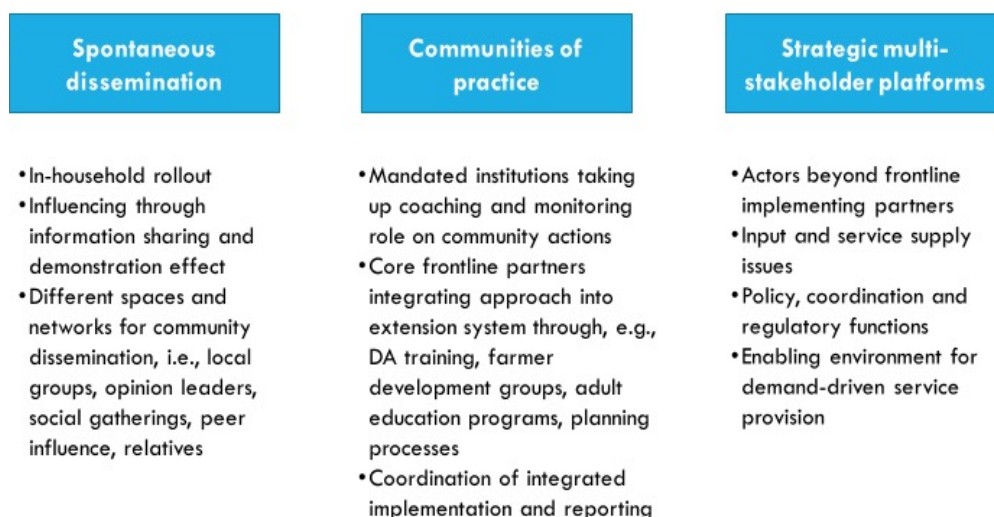 Spontaneous
dissemination
•In-household rollout
•Influencing through
information sharing and
demonstration effect
•Different spaces and
networks for community
dissemination, i.e., local
groups, opinion leaders,
social gatherings, peer
influence, relatives
Communities of
practice
•Mandated institutions taking
up coaching and monitoring
role on community actions
•Core frontline partners
integrating approach into
extension system through, e.g.,
DA training, farmer
development groups, adult
education programs, planning
processes
•Coordination of integrated
implementation and reporting
Strategic multi-
stakeholder platforms
•Actors beyond frontline
implementing partners
•Input and service supply
issues
•Policy, coordination and
regulatory functions
•Enabling environment for
demand-driven service
provision